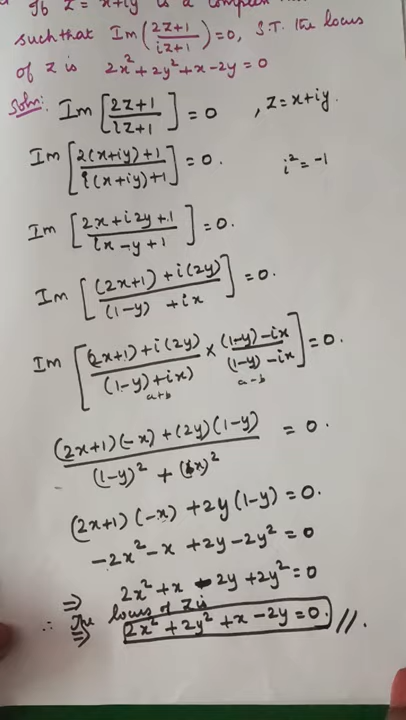 If z = x+iy is a complex
such that Im(2z+1/iz+1)=0, S.T. the locus
of z is 2x²+2y²+x-2y=0
Soln: Im[2z+1/iz+1] = 0 , z=x+iy.
Im[2(x+iy)+1/i(x+iy)+1] = 0. i²=-1
Im[2x+i2y+1/ix-y+1] = 0.
Im[(2x+1)+i(2y)/(1-y)+ix] = 0.
Im[(2x+1)+i(2y)/(1-y)+ix) × (1-y)-ix/(1-y)-ix] = 0.
a+b a-b
(2x+1)(-x)+(2y)(1-y)/(1-y)²+(x)² = 0.
(2x+1)(-x)+2y(1-y)=0.
-2x²-x+2y-2y²=0
⇒ 2x²+x-2y+2y²=0
∴ The locus of z is
⇒ 2x²+2y²+x-2y=0. //.